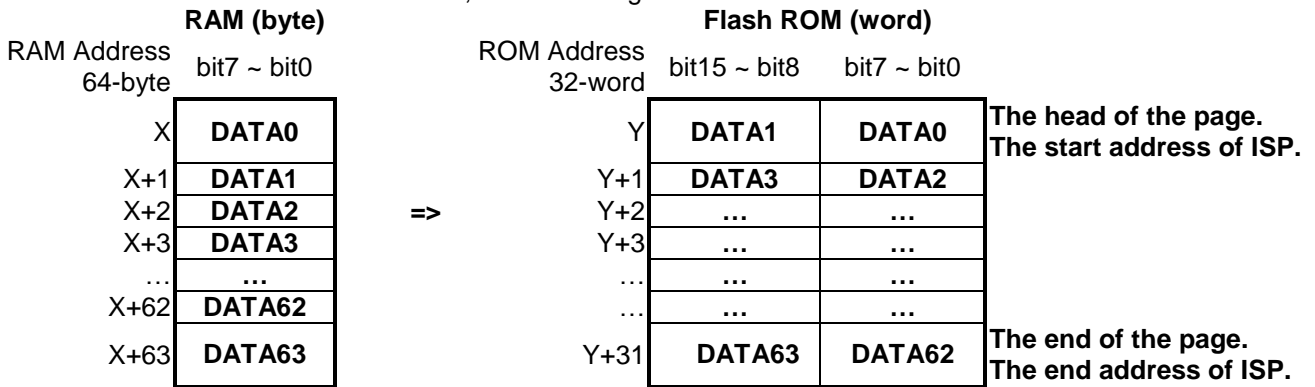 RAM (byte) Flash ROM (word)
RAM Address ROM Address
64-byte bit7 ~ bit0 32-word bit15 ~ bit8 bit7 ~ bit0
X DATA0 Y DATA1 DATA0 The head of the page.
The start address of ISP.
X+1 DATA1 Y+1 DATA3 DATA2
X+2 DATA2 => Y+2 … …
X+3 DATA3 Y+3 … …
… … … … …
X+62 DATA62 … … …
X+63 DATA63 Y+31 DATA63 DATA62 The end of the page.
The end address of ISP.